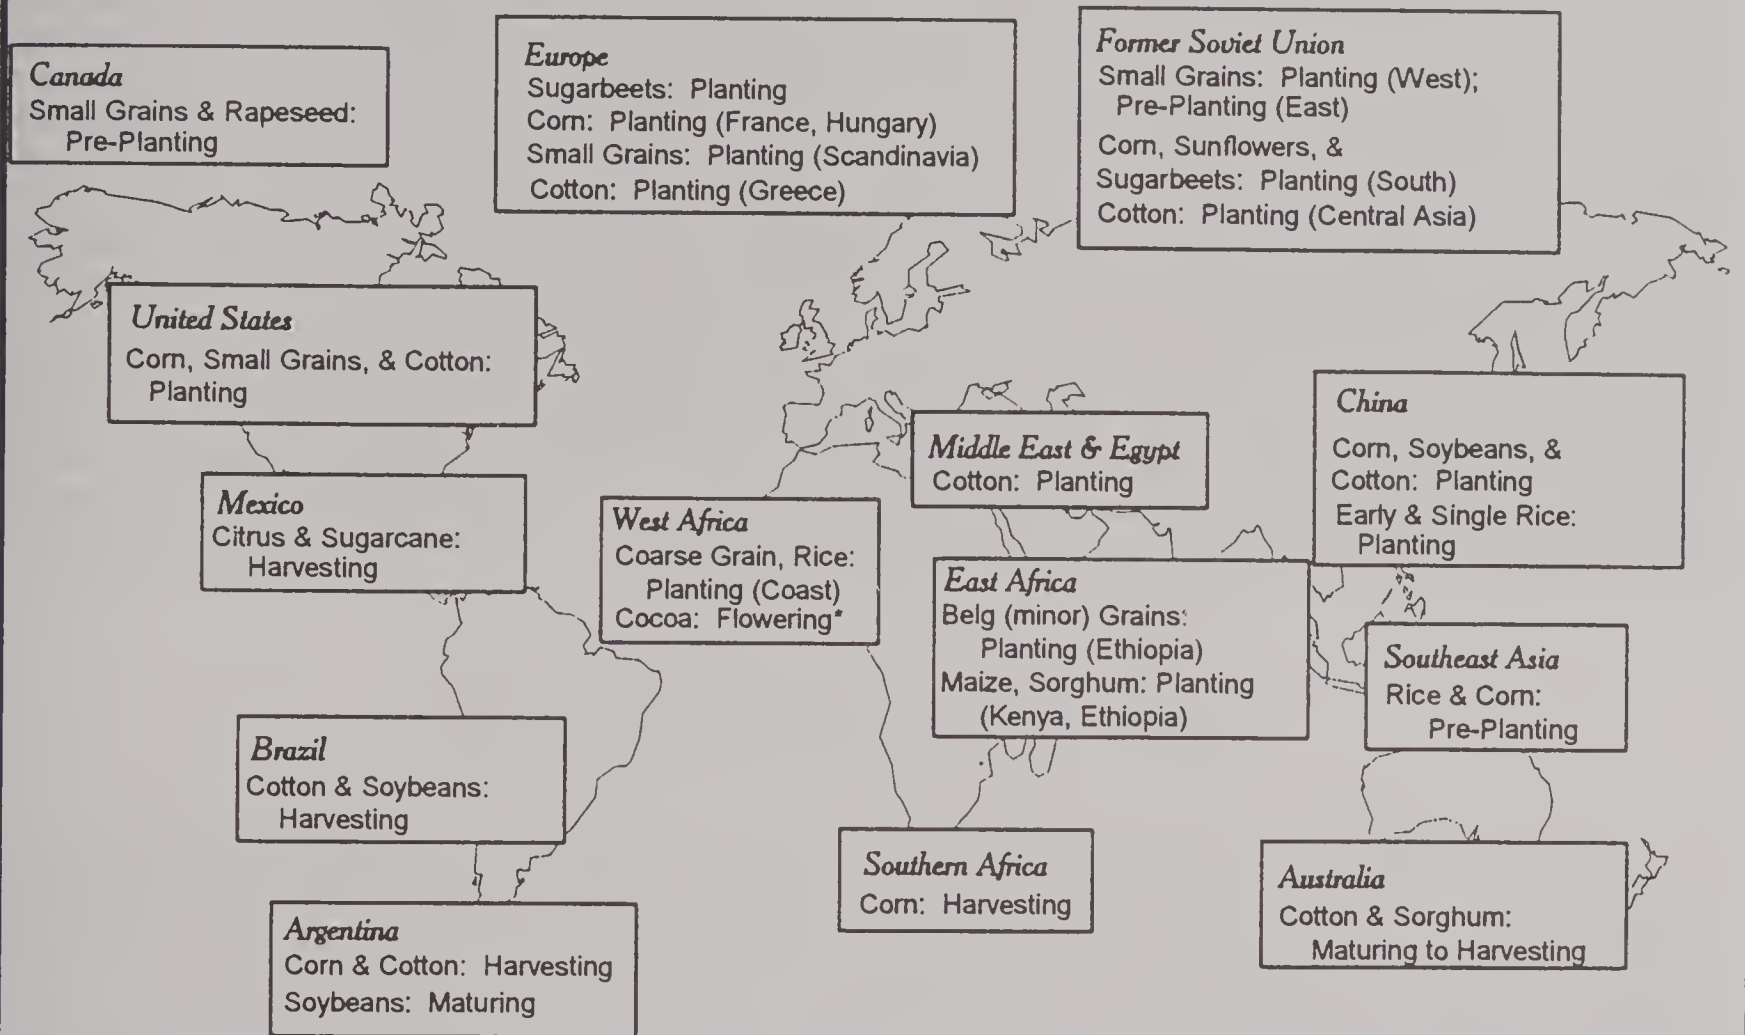 Canada
Small Grains & Rapeseed:
Pre-Planting
Europe
Sugarbeets: Planting
Corn: Planting (France, Hungary)
Small Grains: Planting (Scandinavia)
Cotton: Planting (Greece)
Former Soviet Union
Small Grains: Planting (West);
Pre-Planting (East)
Corn, Sunflowers, &
Sugarbeets: Planting (South)
Cotton: Planting (Central Asia)
United States
Corn, Small Grains, & Cotton:
Planting
China
Corn, Soybeans, &
Cotton: Planting
Early & Single Rice:
Planting
Middle East & Egypt
Cotton: Planting
Mexico
Citrus & Sugarcane:
Harvesting
West Africa
Coarse Grain, Rice:
Planting (Coast)
Cocoa: Flowering*
East Africa
Belg (minor) Grains:
Planting (Ethiopia)
Maize, Sorghum: Planting
(Kenya, Ethiopia)
Southeast Asia
Rice & Corn:
Pre-Planting
Brazil
Cotton & Soybeans:
Harvesting
Southern Africa
Corn: Harvesting
Australia
Cotton & Sorghum:
Maturing to Harvesting
Argentina
Corn & Cotton: Harvesting
Soybeans: Maturing